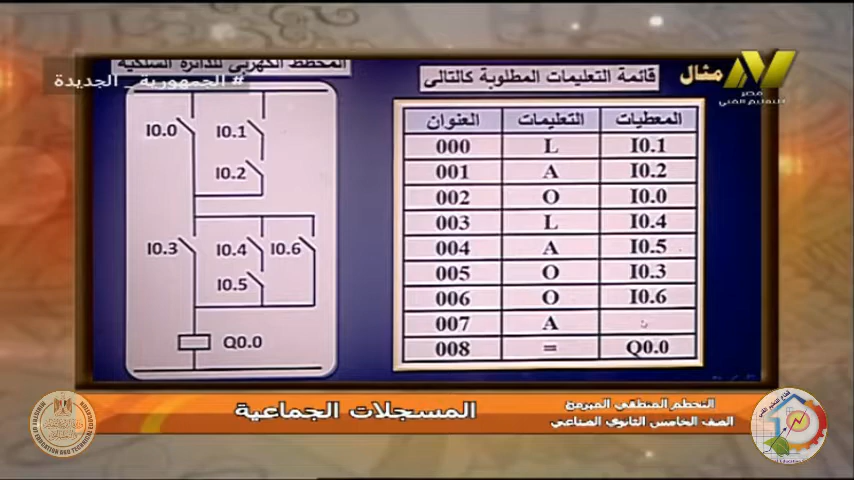 المخطط الكهربي للدائرة السلكية
#الجمهورية_الجديدة
مثال
قائمة التعليمات المطلوبة كالتالى
مصر
التعليم الفني
I0.0
I0.1
I0.2
I0.3
I0.4
I0.6
I0.5
Q0.0
العنوان التعليمات المعطيات
000 L I0.1
001 A I0.2
002 O I0.0
003 L I0.4
004 A I0.5
005 O I0.3
006 O I0.6
007 A
008 = Q0.0
المسجلات الجماعية
التحكم المنطقي المبرمج
الصف الخامس الثانوي الصناعي